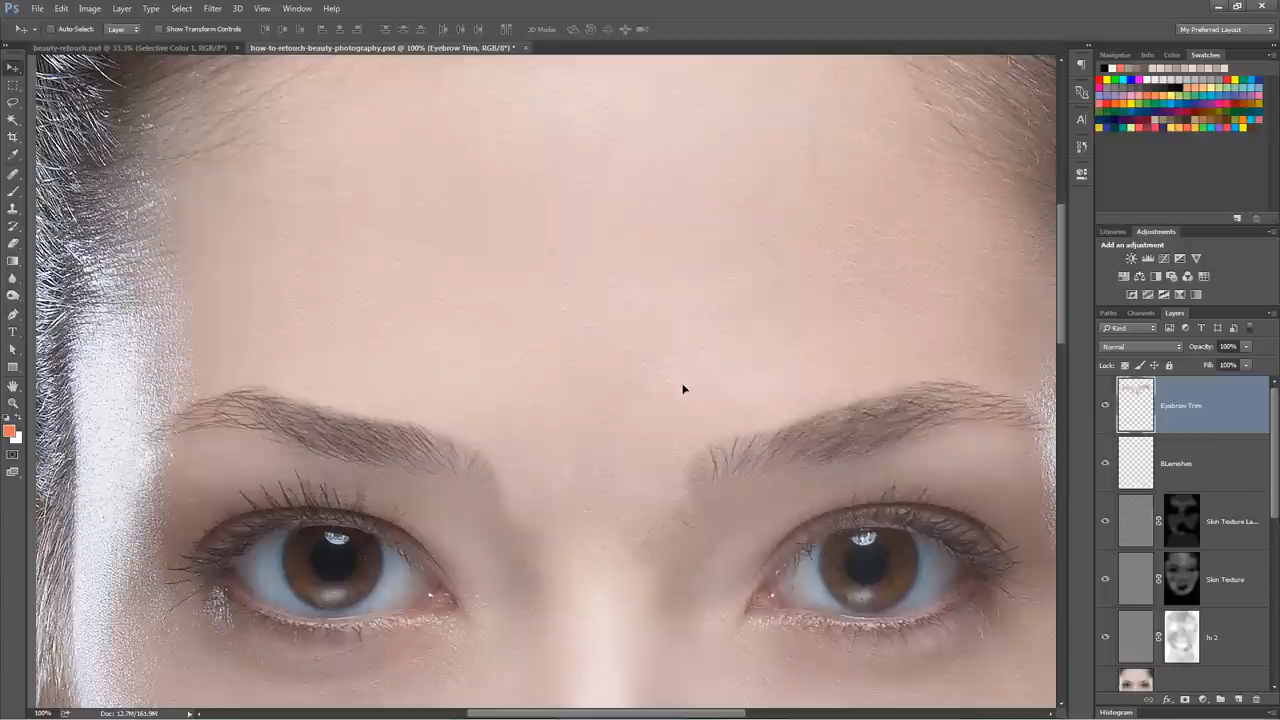 Ps File Edit Image Layer Type Select Filter 3D View Window Help
Auto-Select: Layer Show Transform Controls 3D Mode: My Preferred Layout
beauty-retouch.psd @ 33.3% (Selective Color 1, RGB/8*) × how-to-retouch-beauty-photography.psd @ 100% (Eyebrow Trim, RGB/8*) * ×
Navigator Info Color Swatches
Libraries Adjustments
Add an adjustment
Paths Channels Layers
Kind
Normal Opacity: 100%
Lock: Fill: 100%
Eyebrow Trim
BLemishes
Skin Texture La...
Skin Texture
hi 2
100% Doc: 12.7M/161.9M
Histogram